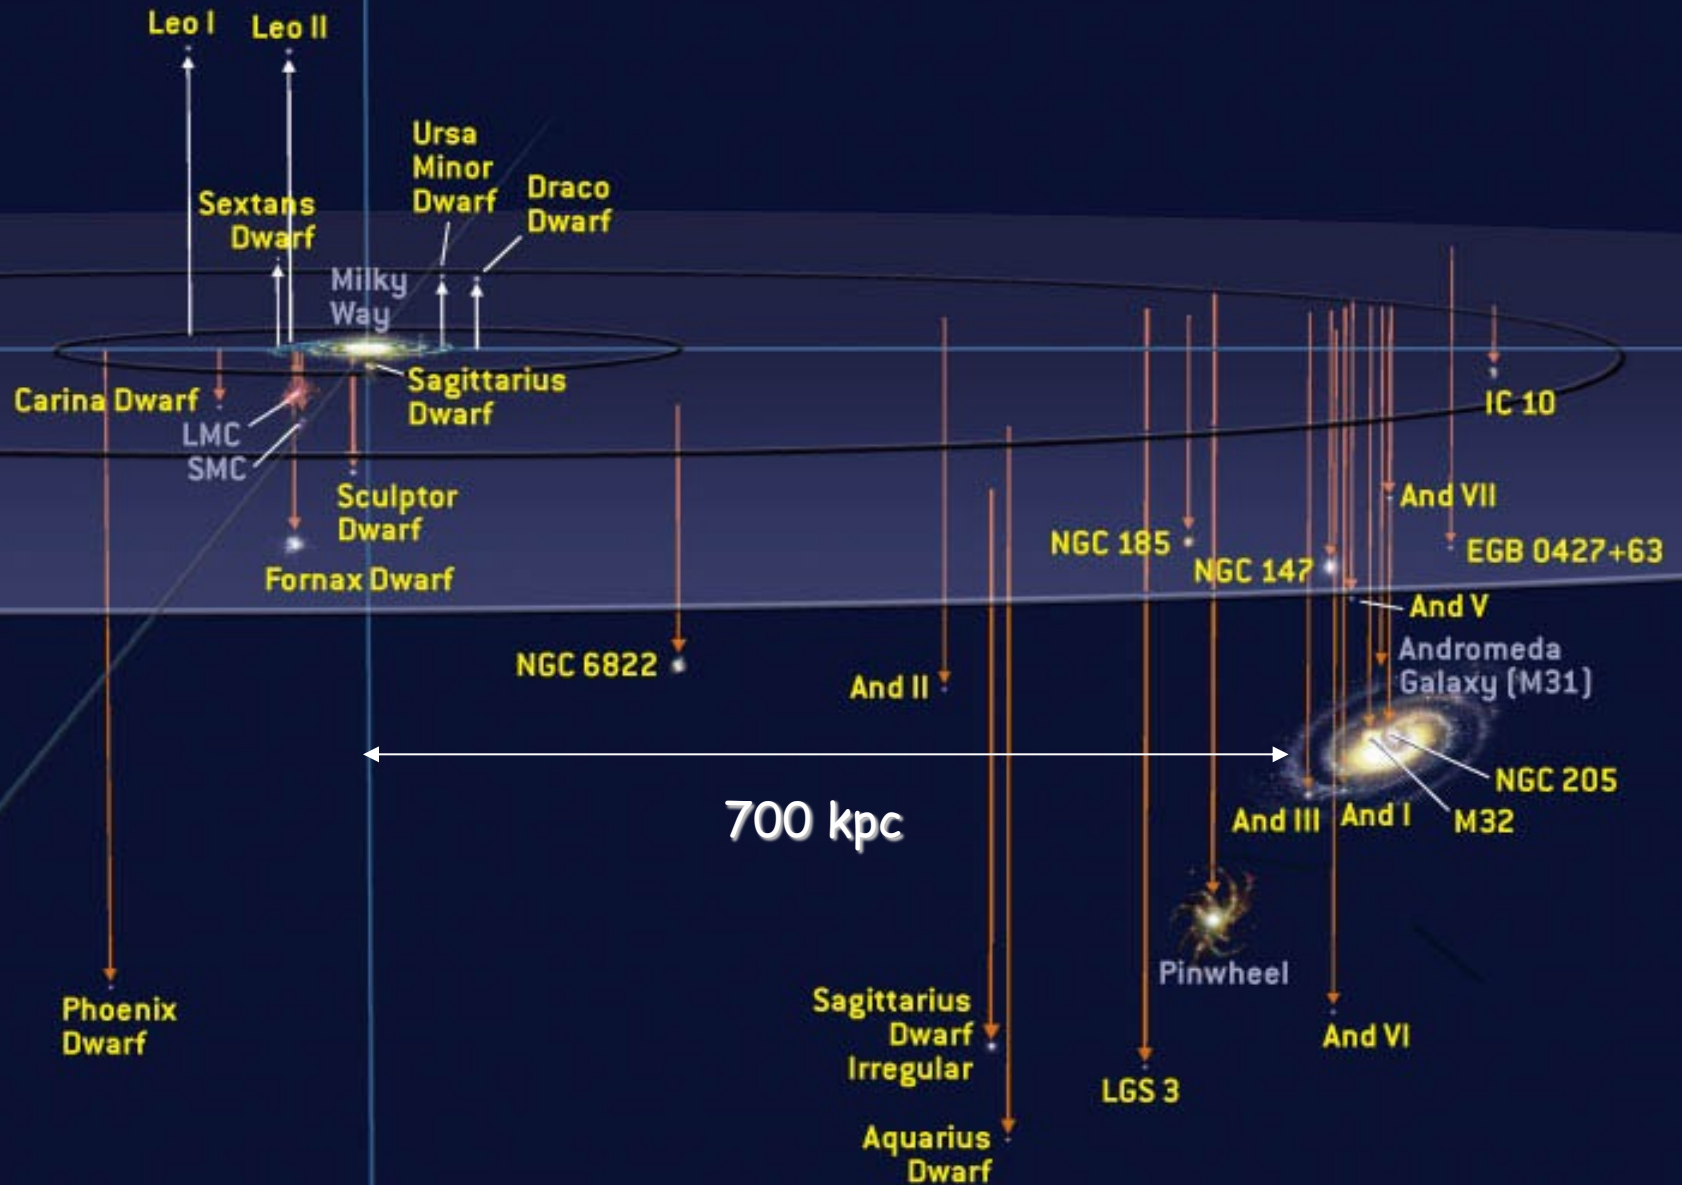 Leo I
Leo II
Ursa
Minor
Dwarf
Draco
Dwarf
Sextans
Dwarf
Milky
Way
Sagittarius
Dwarf
Carina Dwarf
LMC
SMC
Sculptor
Dwarf
Fornax Dwarf
IC 10
And VII
NGC 185
EGB 0427+63
NGC 147
And V
NGC 6822
And II
Andromeda
Galaxy (M31)
700 kpc
NGC 205
And III
And I
M32
Pinwheel
Phoenix
Dwarf
Sagittarius
Dwarf
Irregular
And VI
LGS 3
Aquarius
Dwarf